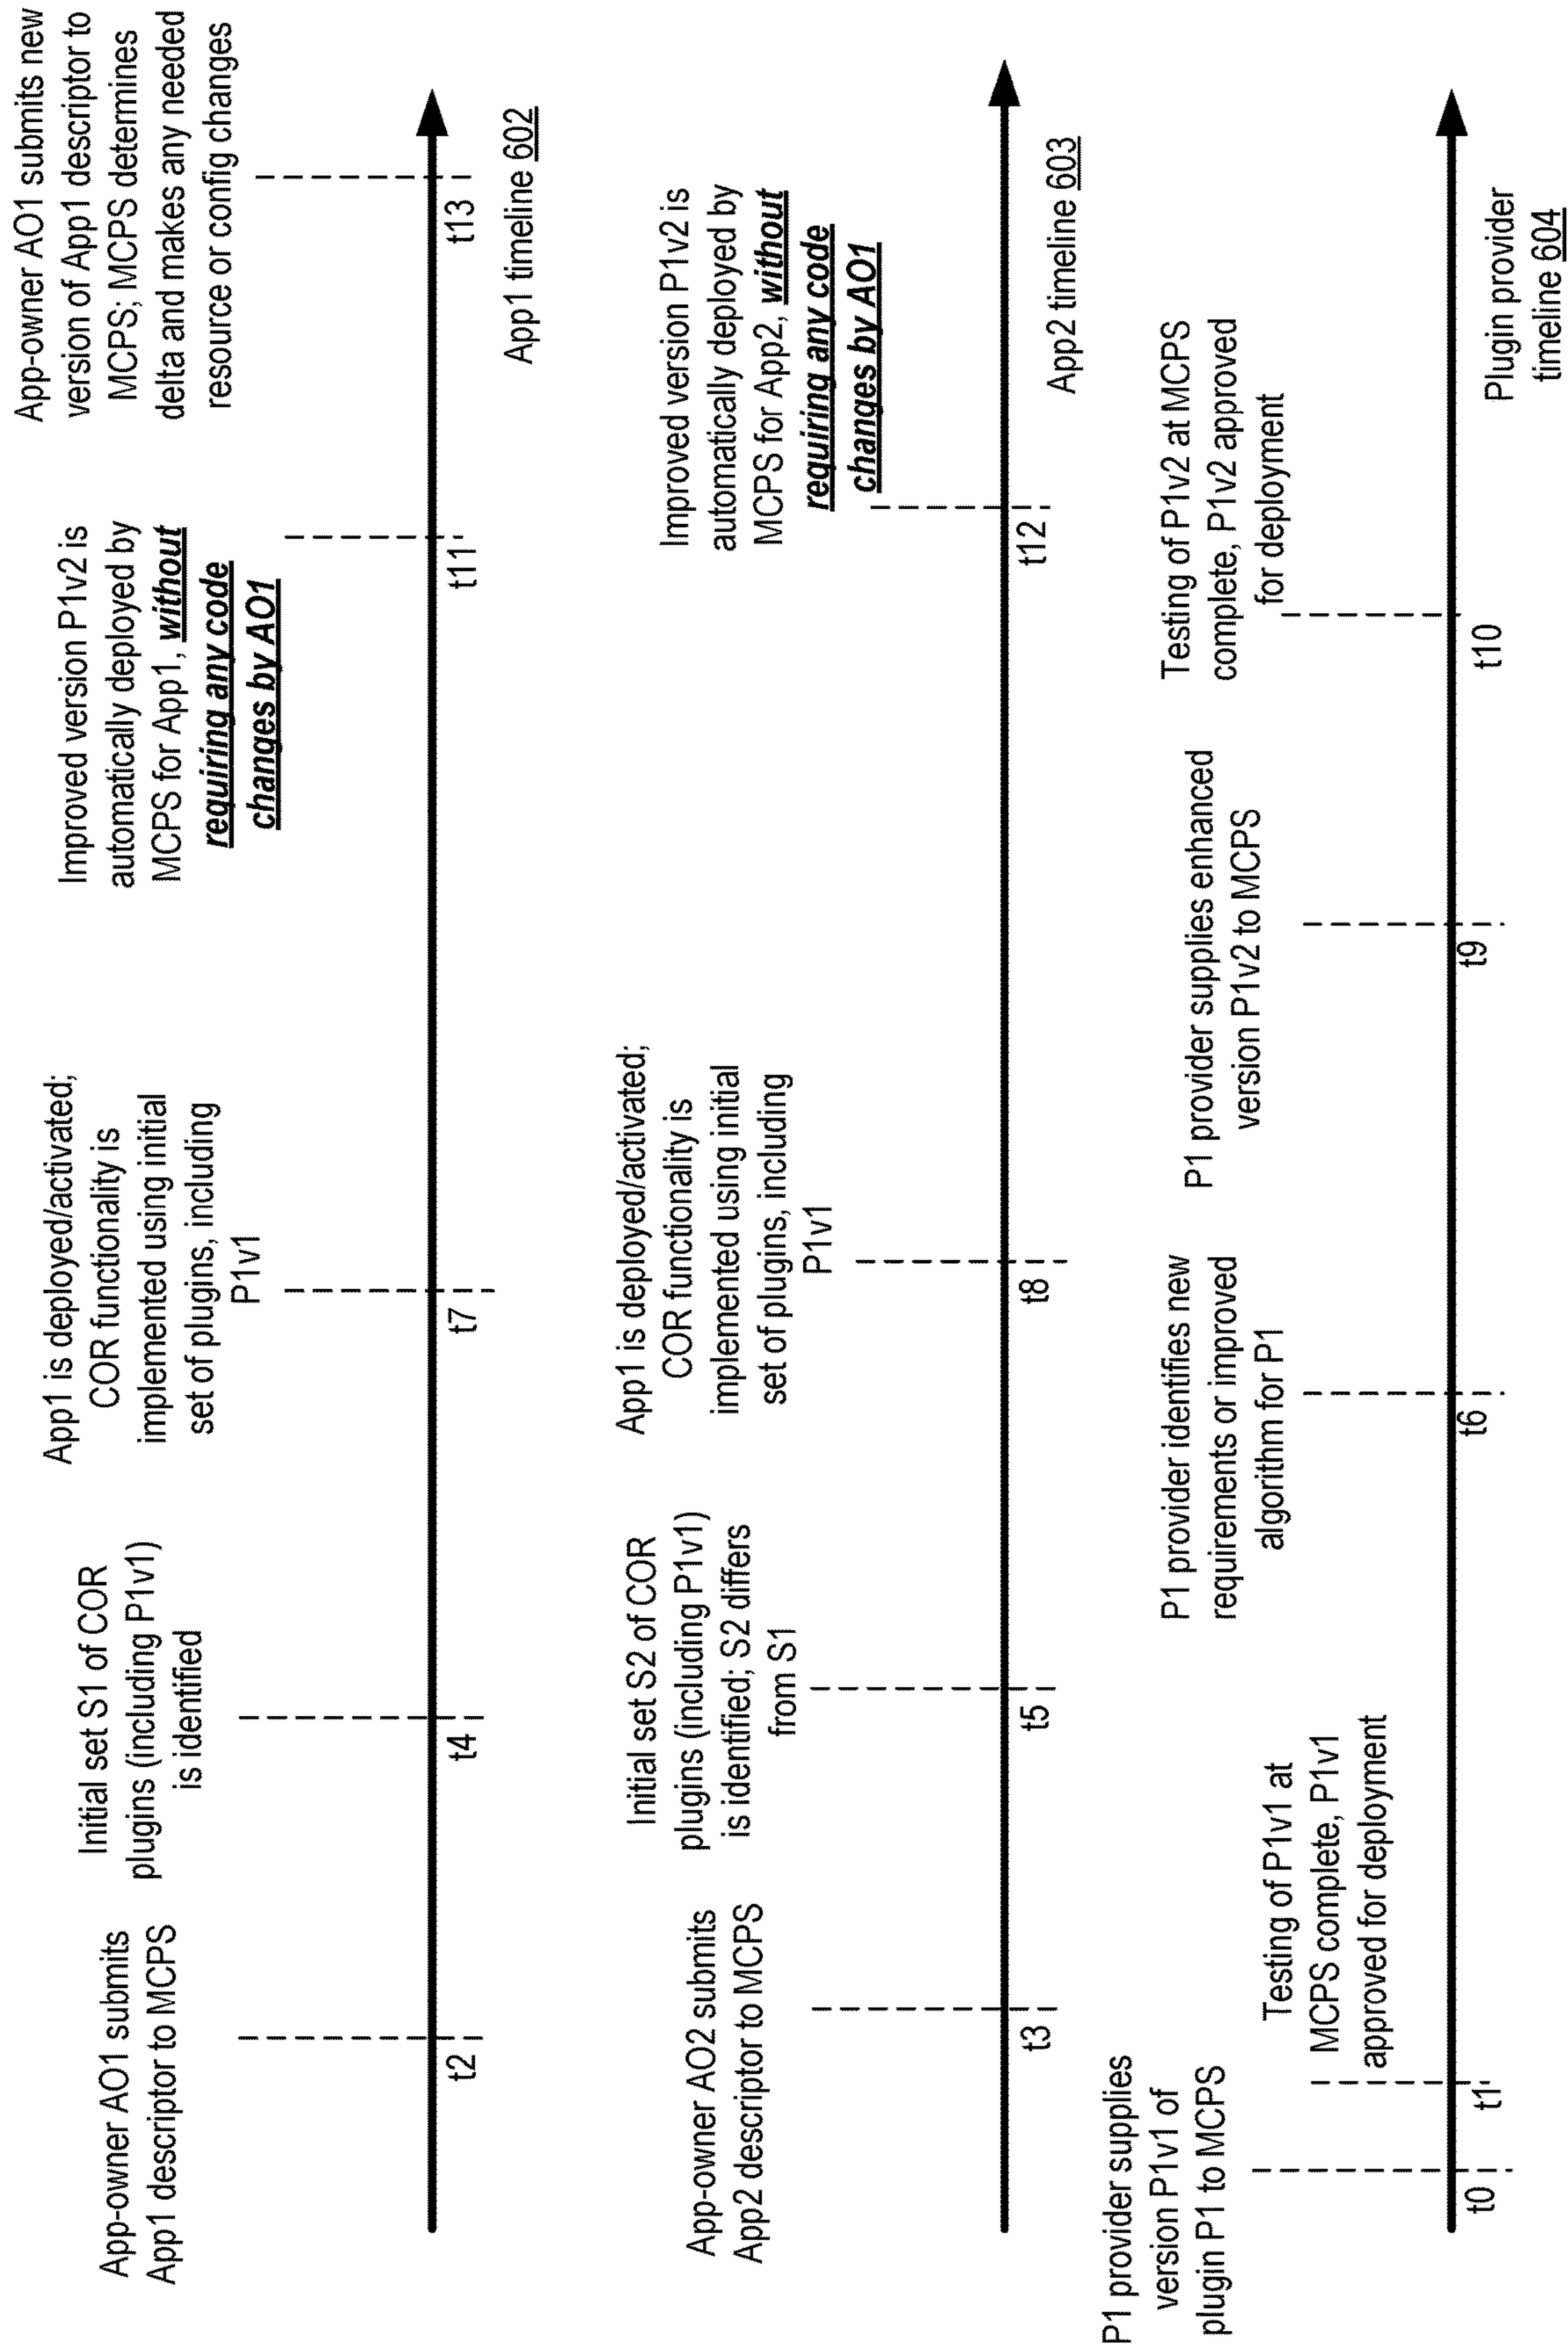 App-owner AO1 submits
App1 descriptor to MCPS
t2
Initial set S1 of COR
plugins (including P1v1)
is identified
t4
App1 is deployed/activated;
COR functionality is
implemented using initial
set of plugins, including
P1v1
t7
Improved version P1v2 is
automatically deployed by
MCPS for App1, without
requiring any code
changes by AO1
t11
App-owner AO1 submits new
version of App1 descriptor to
MCPS; MCPS determines
delta and makes any needed
resource or config changes
t13
App1 timeline 602
App-owner AO2 submits
App2 descriptor to MCPS
t3
Initial set S2 of COR
plugins (including P1v1)
is identified; S2 differs
from S1
t5
App1 is deployed/activated;
COR functionality is
implemented using initial
set of plugins, including
P1v1
t8
Improved version P1v2 is
automatically deployed by
MCPS for App2, without
requiring any code
changes by AO1
t12
App2 timeline 603
P1 provider supplies
version P1v1 of
plugin P1 to MCPS
t0
Testing of P1v1 at
MCPS complete, P1v1
approved for deployment
t1
P1 provider identifies new
requirements or improved
algorithm for P1
t6
P1 provider supplies enhanced
version P1v2 to MCPS
t9
Testing of P1v2 at MCPS
complete, P1v2 approved
for deployment
t10
Plugin provider
timeline 604